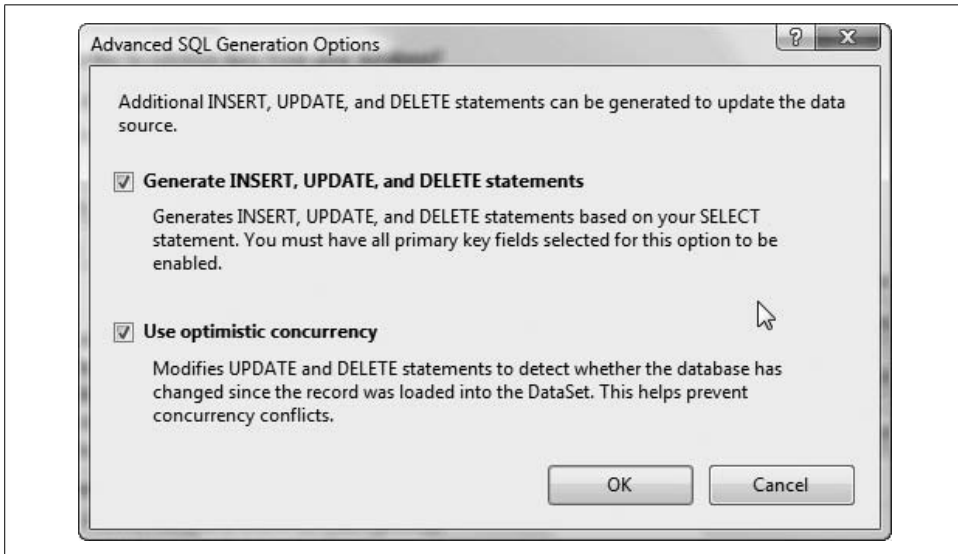 Advanced SQL Generation Options
?
Additional INSERT, UPDATE, and DELETE statements can be generated to update the data
source.
Generate INSERT, UPDATE, and DELETE statements
Generates INSERT, UPDATE, and DELETE statements based on your SELECT
statement. You must have all primary key fields selected for this option to be
enabled.
Use optimistic concurrency
Modifies UPDATE and DELETE statements to detect whether the database has
changed since the record was loaded into the DataSet. This helps prevent
concurrency conflicts.
OK Cancel